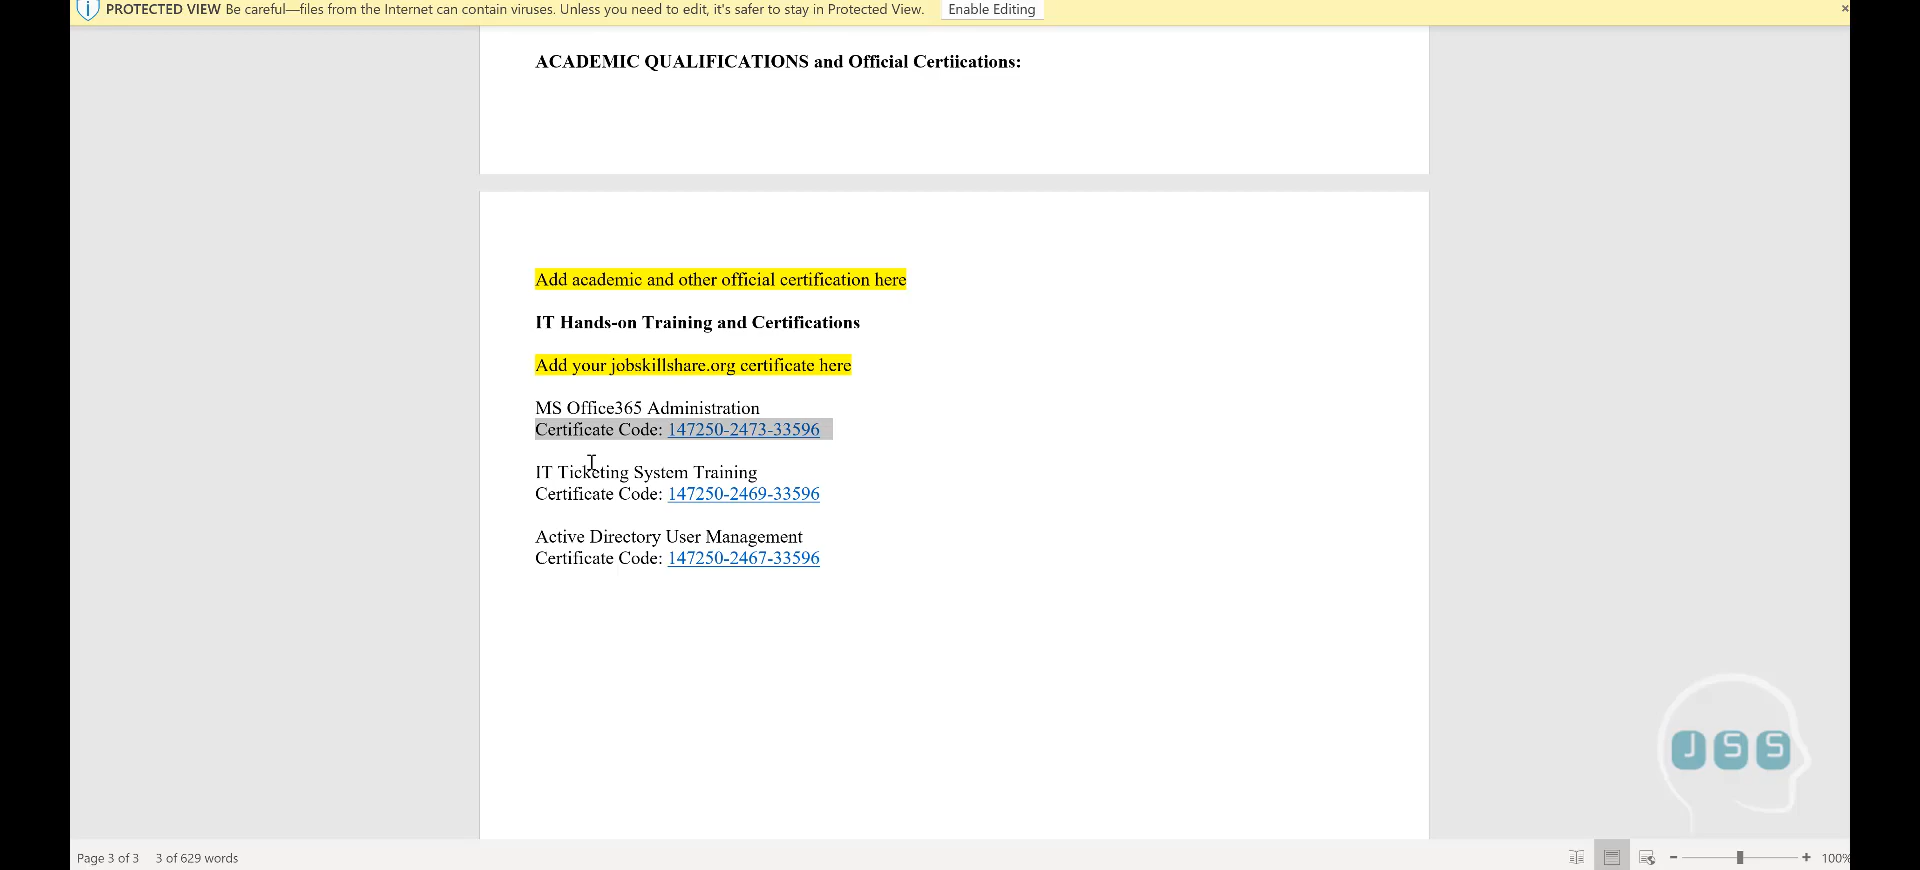 PROTECTED VIEW Be careful—files from the Internet can contain viruses. Unless you need to edit, it's safer to stay in Protected View. Enable Editing
ACADEMIC QUALIFICATIONS and Official Certiications:
Add academic and other official certification here
IT Hands-on Training and Certifications
Add your jobskillshare.org certificate here
MS Office365 Administration
Certificate Code: 147250-2473-33596
IT Ticketing System Training
Certificate Code: 147250-2469-33596
Active Directory User Management
Certificate Code: 147250-2467-33596
JSS
Page 3 of 3 3 of 629 words
100%